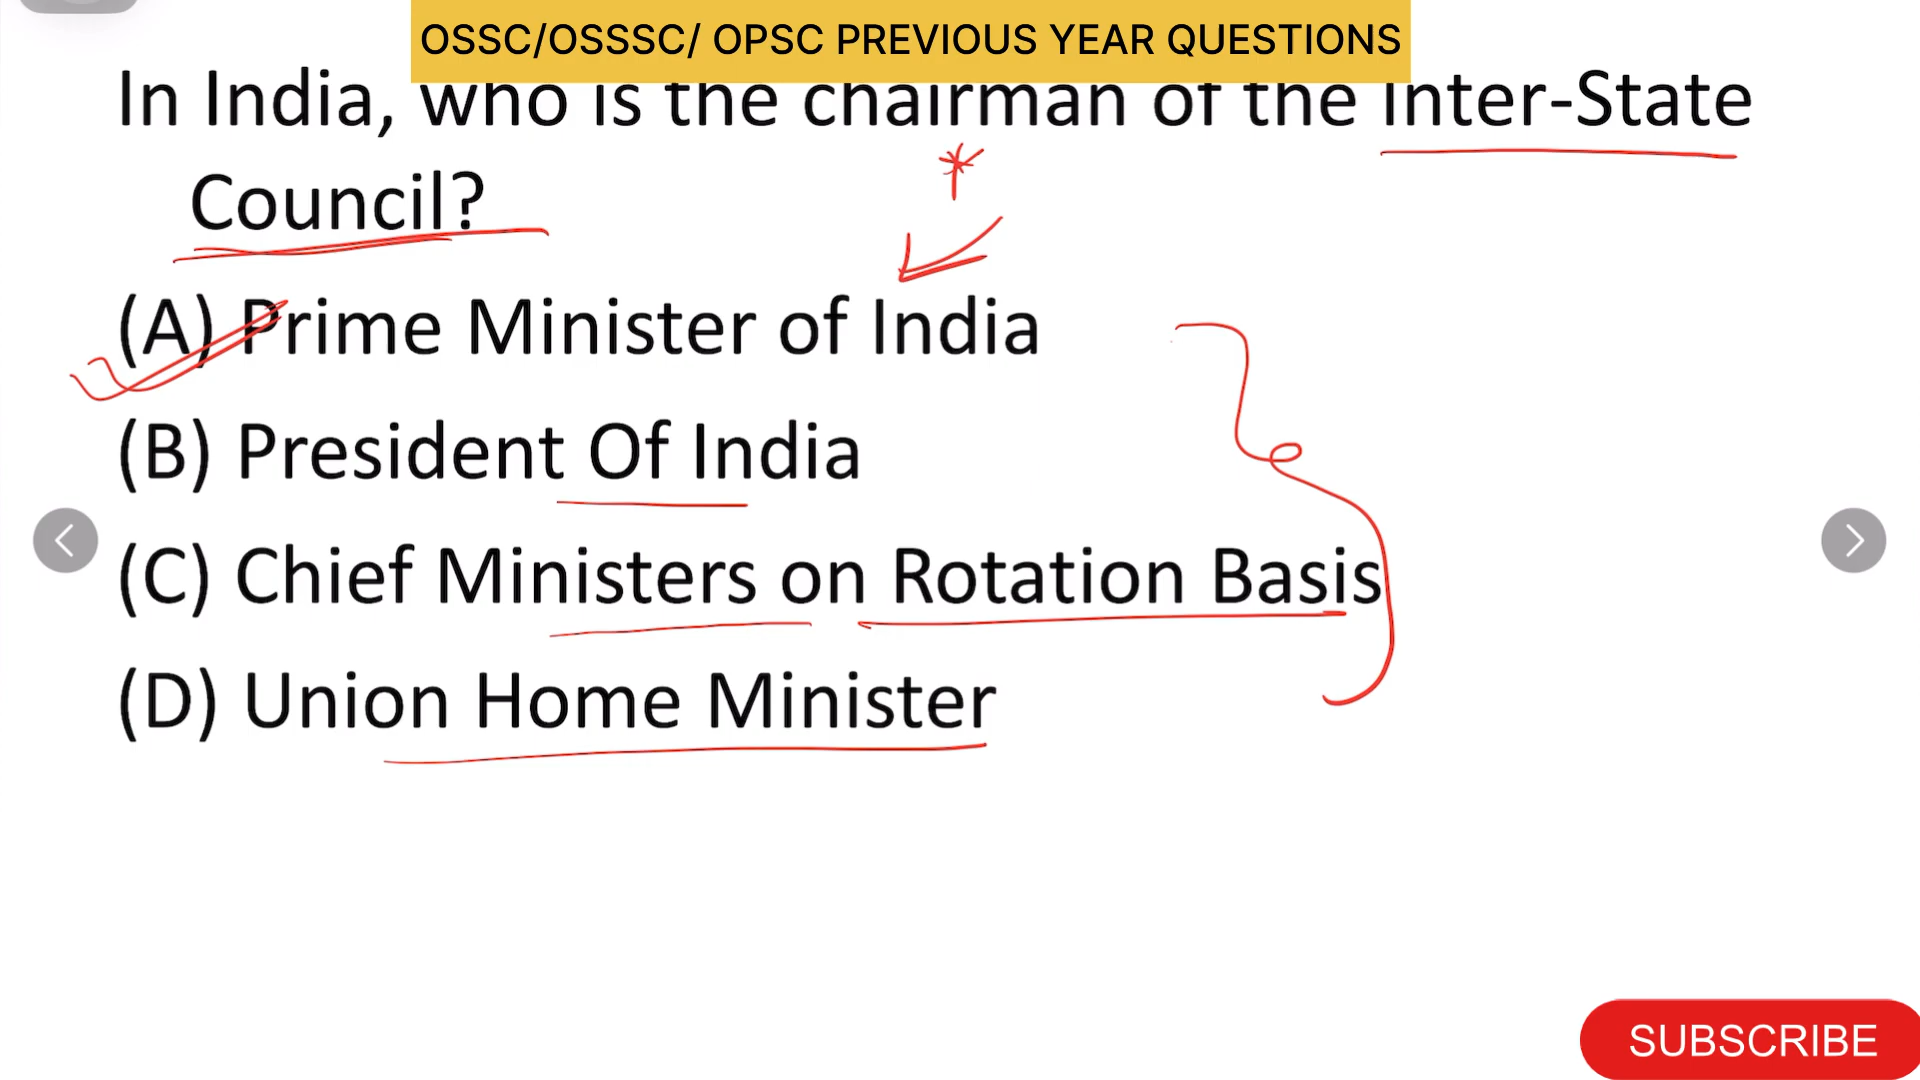 OSSC/OSSSC/ OPSC PREVIOUS YEAR QUESTIONS
In India, who is the chairman of the Inter-State
Council?
(A) Prime Minister of India
(B) President Of India
(C) Chief Ministers on Rotation Basis
(D) Union Home Minister
SUBSCRIBE